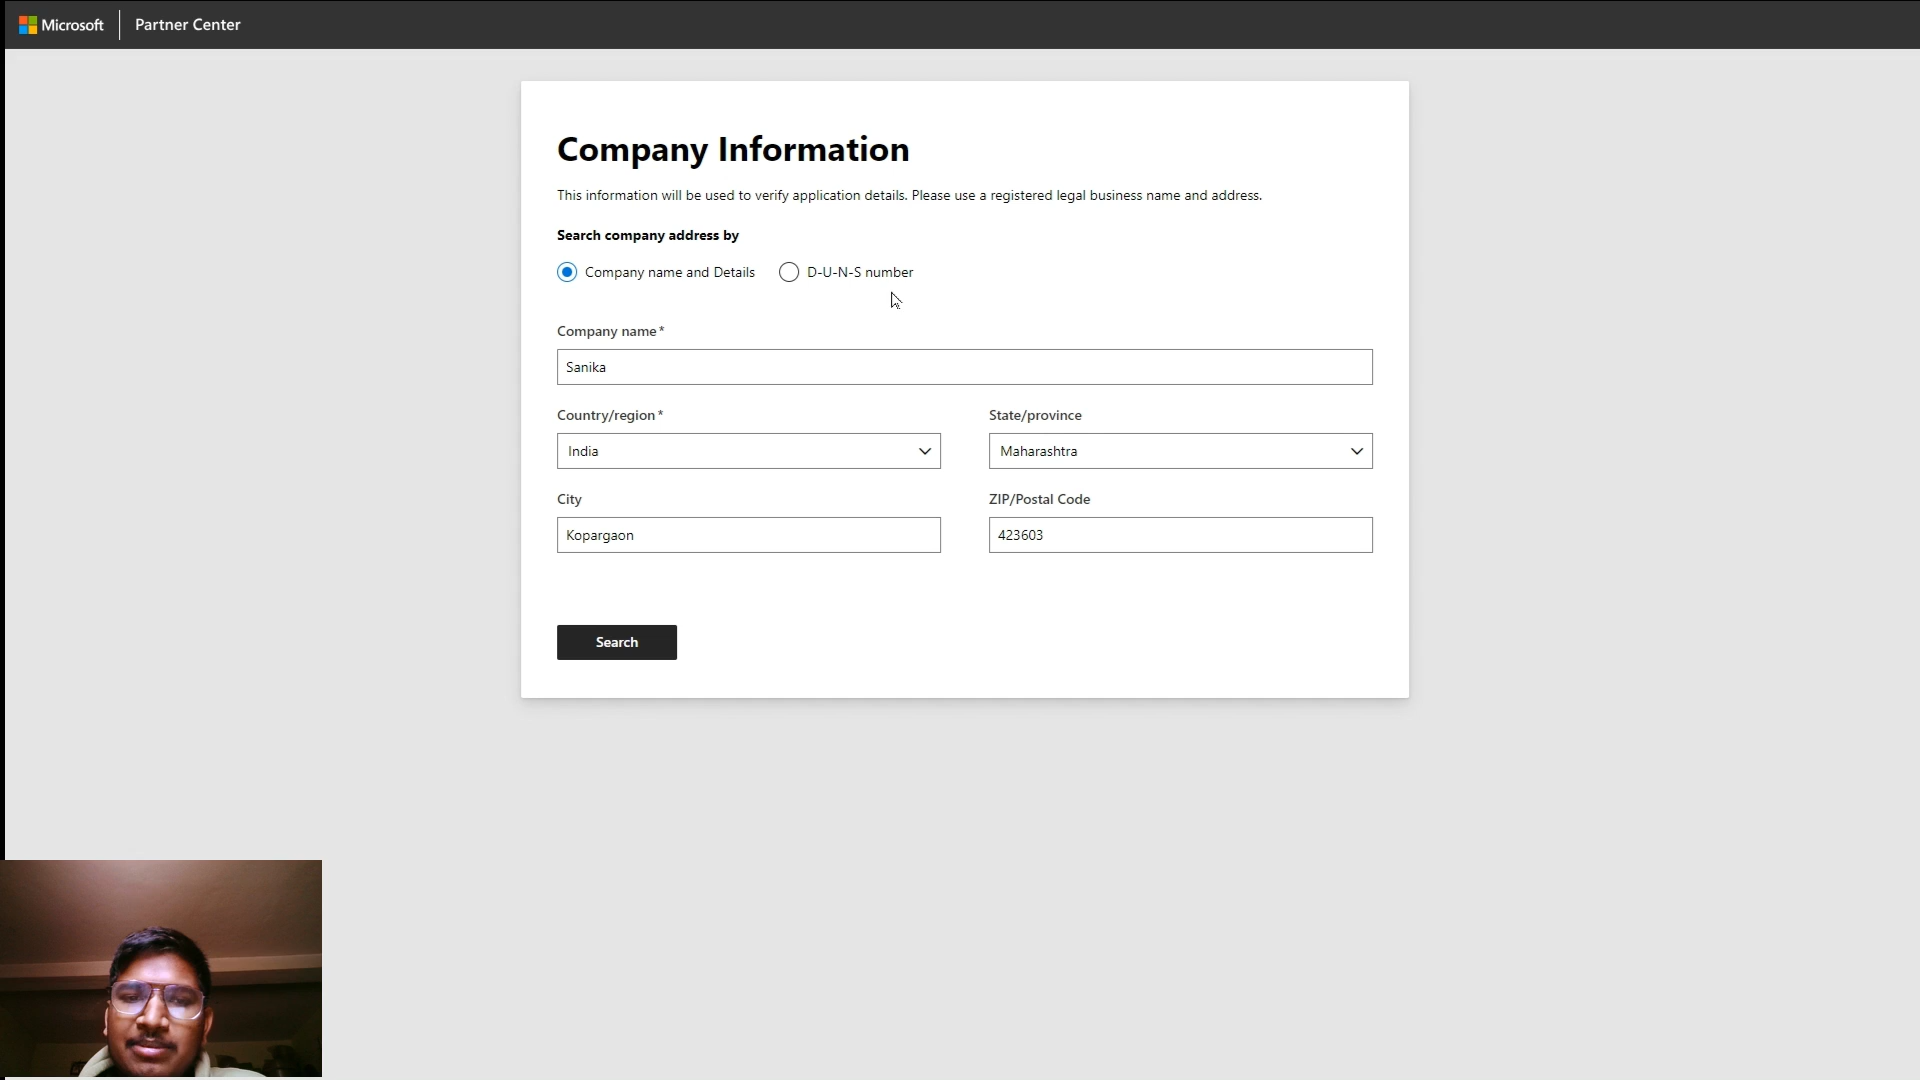 Microsoft Partner Center
Company Information
This information will be used to verify application details. Please use a registered legal business name and address.
Search company address by
Company name and Details D-U-N-S number
Company name*
Sanika
Country/region* State/province
India Maharashtra
City ZIP/Postal Code
Kopargaon 423603
Search